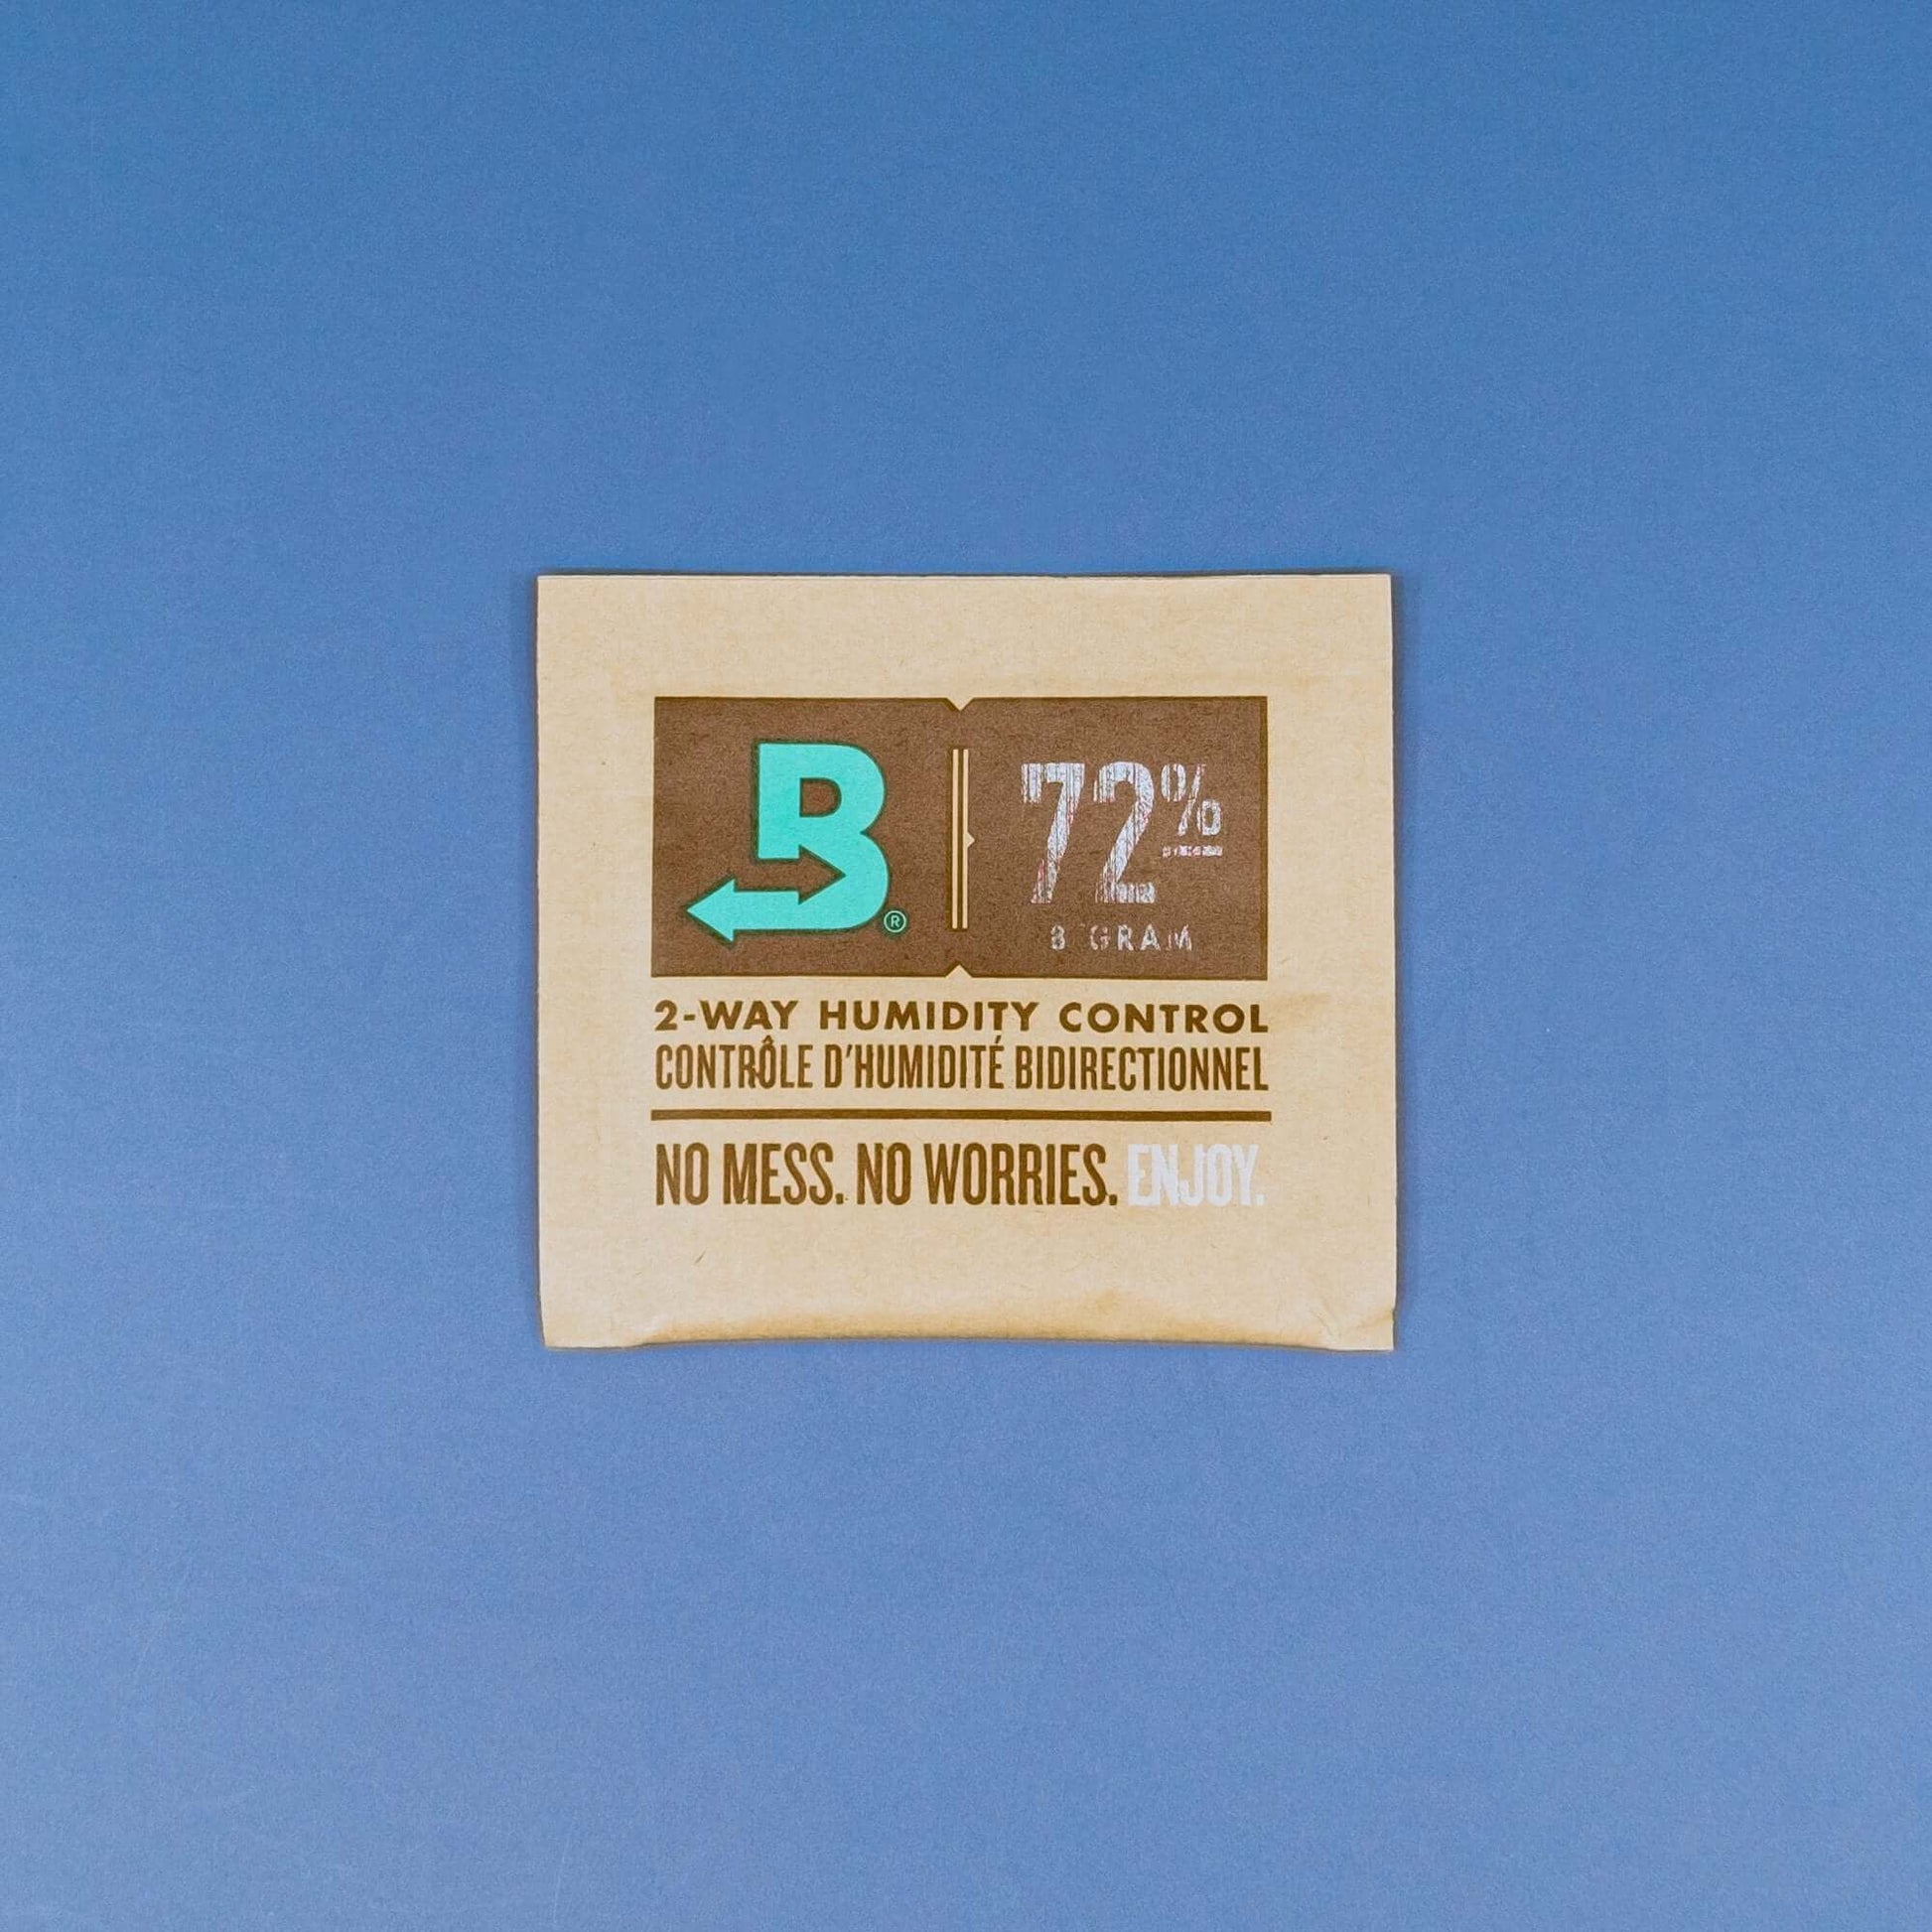 B®
72%
8 GRAM
2-WAY HUMIDITY CONTROL
CONTRÔLE D'HUMIDITÉ BIDIRECTIONNEL
NO MESS. NO WORRIES. ENJOY.